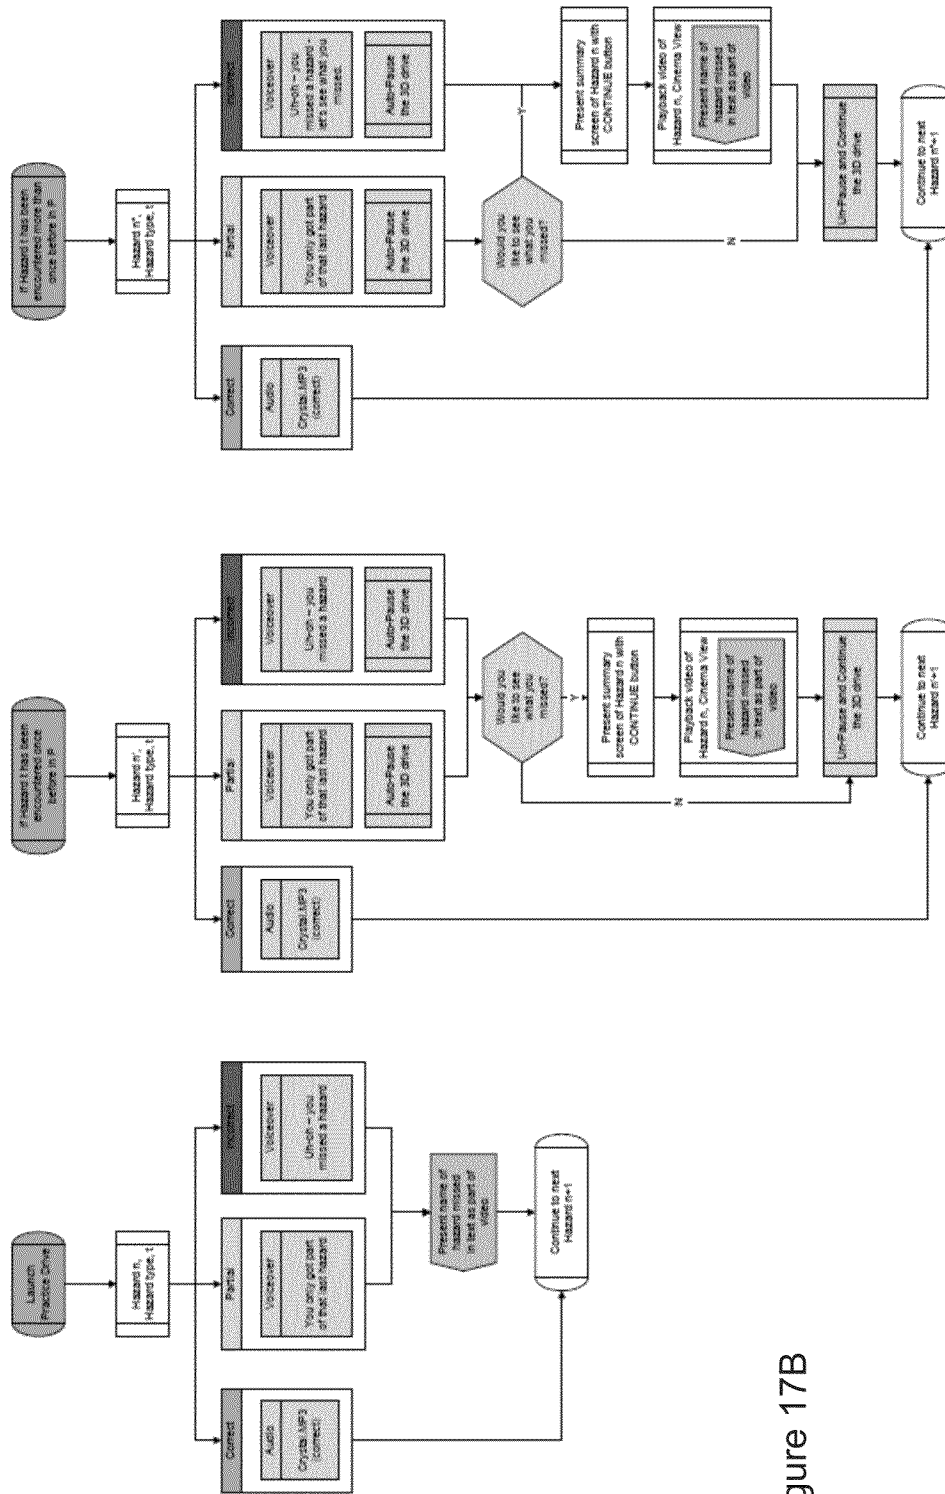 Launch
Practice Drive
Hazard n,
Hazard type, t
Correct
Audio
Crystal.MP3
(correct)
Partial
Voiceover
You only got part
of that last hazard
Incorrect
Voiceover
Uh-oh – you
missed a hazard
Present name of
hazard missed
in text as part of
video
Continue to next
Hazard n+1
If Hazard t has been
encountered once
before in P
Hazard n',
Hazard type, t
Correct
Audio
Crystal.MP3
(correct)
Partial
Voiceover
You only got part
of that last hazard
Auto-Pause
the 3D drive
Incorrect
Voiceover
Uh-oh – you
missed a hazard
Auto-Pause
the 3D drive
Would you
like to see
what you
missed?
Y
N
Present summary
screen of Hazard n with
CONTINUE button
Playback video of
Hazard n, Cinema View
Present name of
hazard missed
in text as part of
video
Un-Pause and Continue
the 3D drive
Continue to next
Hazard n'+1
If Hazard t has been
encountered more than
once before in P
Hazard n",
Hazard type, t
Correct
Audio
Crystal.MP3
(correct)
Partial
Voiceover
You only got part
of that last hazard
Auto-Pause
the 3D drive
Incorrect
Voiceover
Uh-oh – you
missed a hazard -
let's see what you
missed.
Auto-Pause
the 3D drive
Would you
like to see
what you
missed?
Y
N
Present summary
screen of Hazard n with
CONTINUE button
Playback video of
Hazard n, Cinema View
Present name of
hazard missed
in text as part of
video
Un-Pause and Continue
the 3D drive
Continue to next
Hazard n"+1
gure 17B